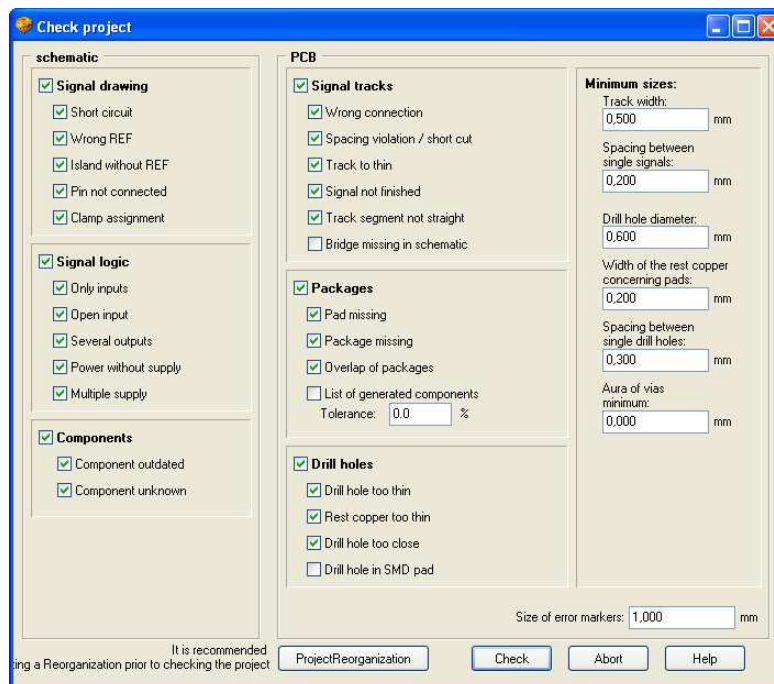 Check project
schematic
Signal drawing
Short circuit
Wrong REF
Island without REF
Pin not connected
Clamp assignment
Signal logic
Only inputs
Open input
Several outputs
Power without supply
Multiple supply
Components
Component outdated
Component unknown
PCB
Signal tracks
Wrong connection
Spacing violation / short cut
Track to thin
Signal not finished
Track segment not straight
Bridge missing in schematic
Packages
Pad missing
Package missing
Overlap of packages
List of generated components
Tolerance: 0.0 %
Drill holes
Drill hole too thin
Rest copper too thin
Drill hole too close
Drill hole in SMD pad
Minimum sizes:
Track width:
0,500 mm
Spacing between
single signals:
0,200 mm
Drill hole diameter:
0,600 mm
Width of the rest copper
concerning pads:
0,200 mm
Spacing between
single drill holes:
0,300 mm
Aura of vias
minimum:
0,000 mm
Size of error markers: 1,000 mm
It is recommended
ing a Reorganization prior to checking the project
ProjectReorganization
Check
Abort
Help